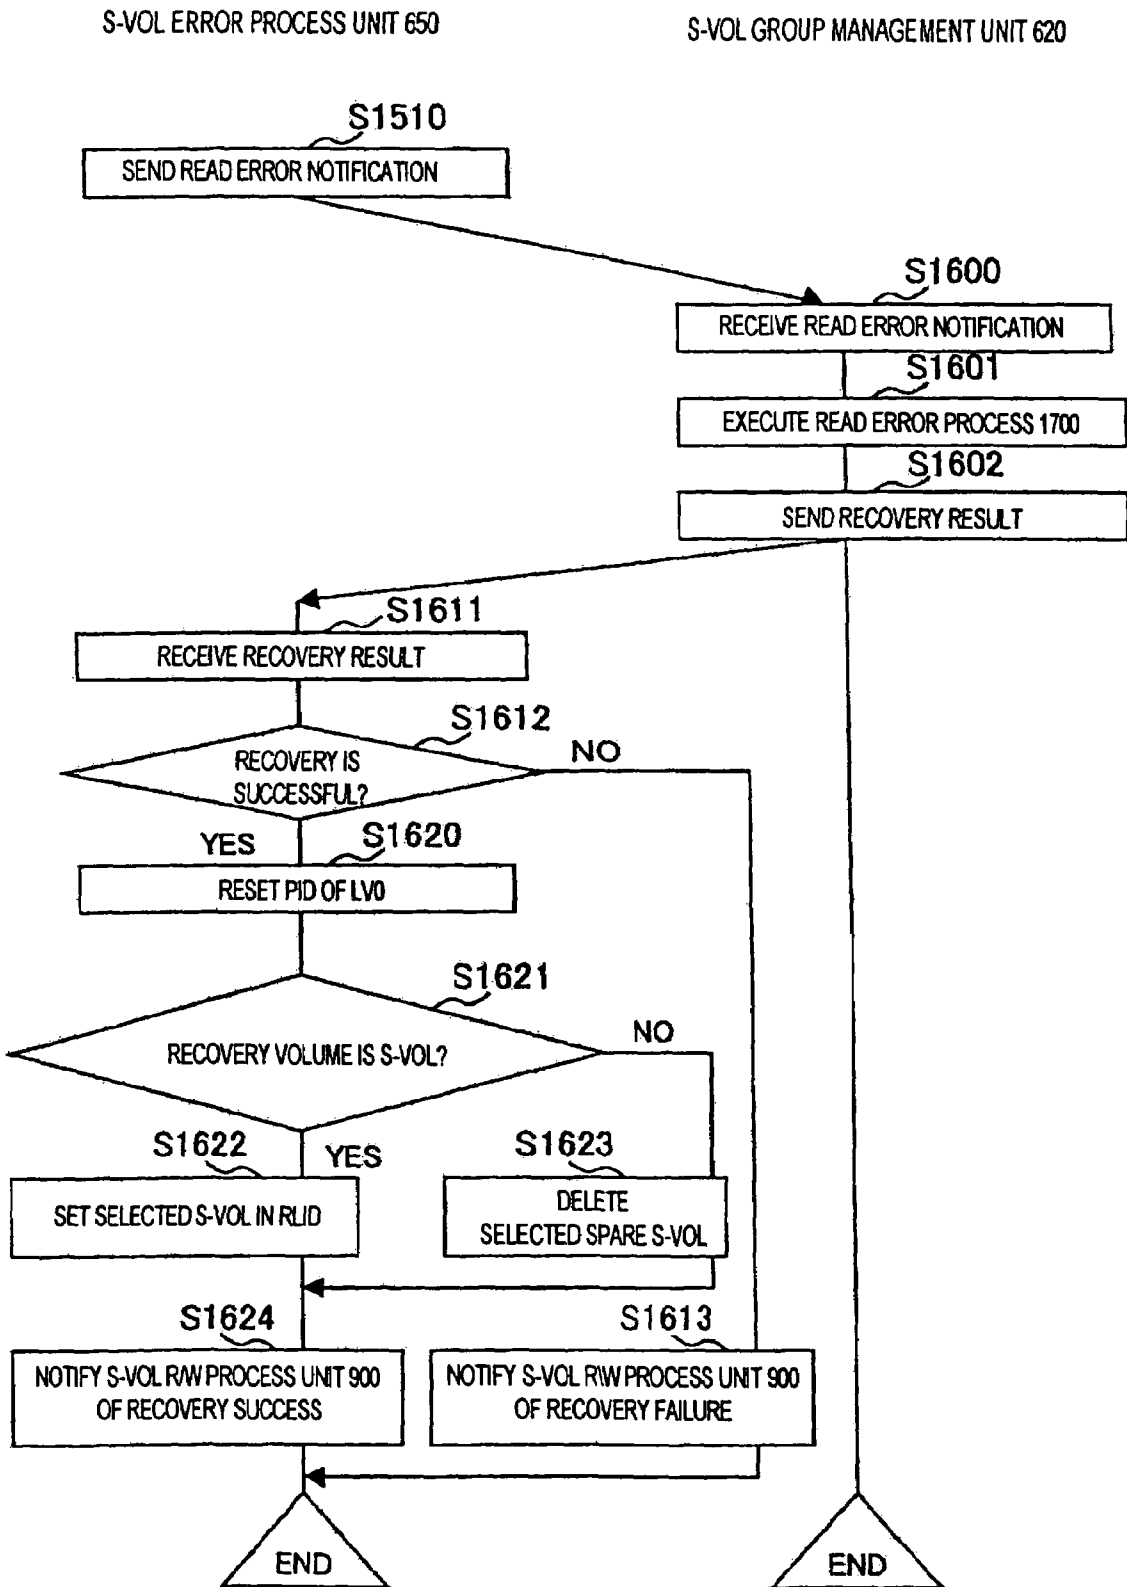 S-VOL ERROR PROCESS UNIT 650
S-VOL GROUP MANAGEMENT UNIT 620
S1510
SEND READ ERROR NOTIFICATION
S1600
RECEIVE READ ERROR NOTIFICATION
S1601
EXECUTE READ ERROR PROCESS 1700
S1602
SEND RECOVERY RESULT
S1611
RECEIVE RECOVERY RESULT
S1612
RECOVERY IS
SUCCESSFUL?
NO
YES
S1620
RESET PID OF LV0
S1621
RECOVERY VOLUME IS S-VOL?
NO
S1622
YES
SET SELECTED S-VOL IN RLID
S1623
DELETE
SELECTED SPARE S-VOL
S1624
NOTIFY S-VOL R/W PROCESS UNIT 900
OF RECOVERY SUCCESS
S1613
NOTIFY S-VOL R/W PROCESS UNIT 900
OF RECOVERY FAILURE
END
END